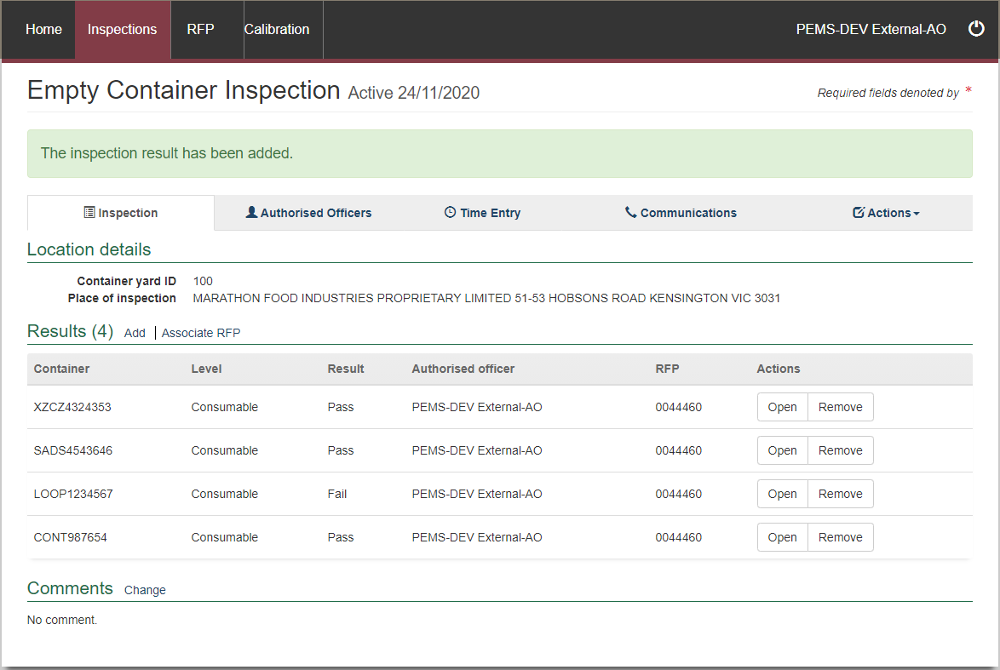 Home Inspections RFP Calibration PEMS-DEV External-AO
Empty Container Inspection Active 24/11/2020 Required fields denoted by *
The inspection result has been added.
Inspection Authorised Officers Time Entry Communications Actions
Location details
Container yard ID 100
Place of inspection MARATHON FOOD INDUSTRIES PROPRIETARY LIMITED 51-53 HOBSONS ROAD KENSINGTON VIC 3031
Results (4) Add | Associate RFP
Container Level Result Authorised officer RFP Actions
XZCZ4324353 Consumable Pass PEMS-DEV External-AO 0044460 Open Remove
SADS4543646 Consumable Pass PEMS-DEV External-AO 0044460 Open Remove
LOOP1234567 Consumable Fail PEMS-DEV External-AO 0044460 Open Remove
CONT987654 Consumable Pass PEMS-DEV External-AO 0044460 Open Remove
Comments Change
No comment.